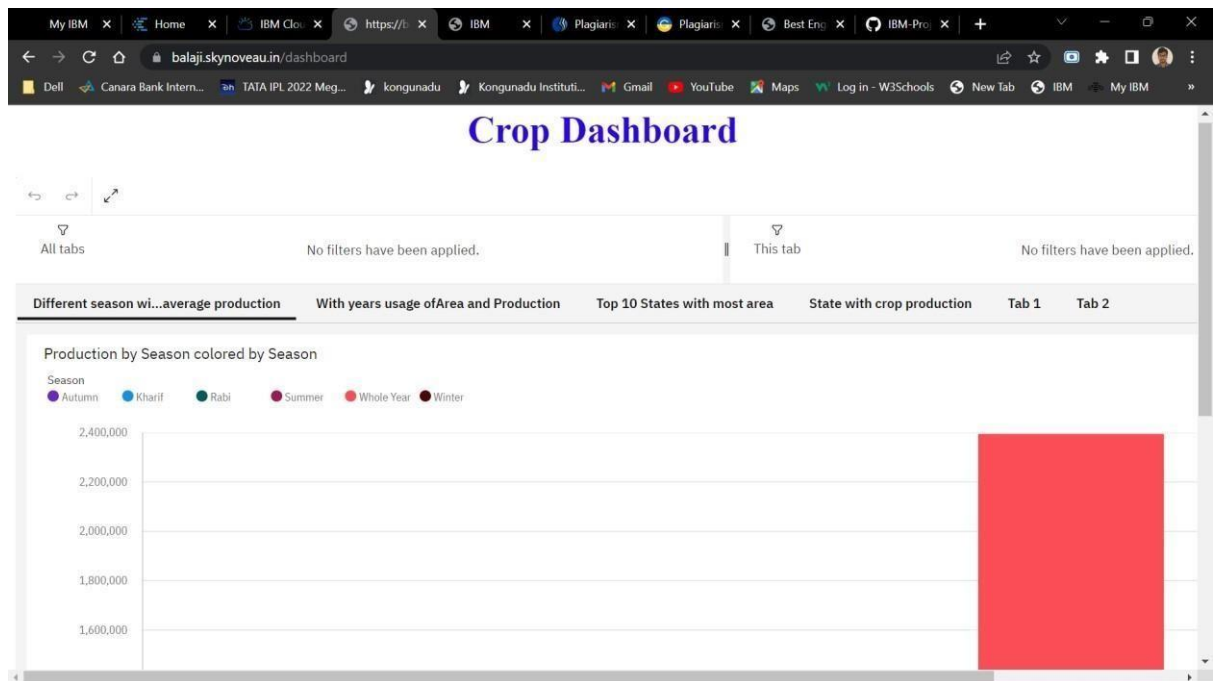 My IBM Home IBM Clou https://b IBM Plagiaris Plagiaris Best Eng IBM-Proj
balaji.skynoveau.in/dashboard
Dell Canara Bank Intern... TATA IPL 2022 Meg... kongunadu Kongunadu Instituti... Gmail YouTube Maps Log in - W3Schools New Tab IBM My IBM »
Crop Dashboard
All tabs No filters have been applied. This tab No filters have been applied.
Different season wi...average production With years usage ofArea and Production Top 10 States with most area State with crop production Tab 1 Tab 2
Production by Season colored by Season
Season
Autumn Kharif Rabi Summer Whole Year Winter
2,400,000
2,200,000
2,000,000
1,800,000
1,600,000